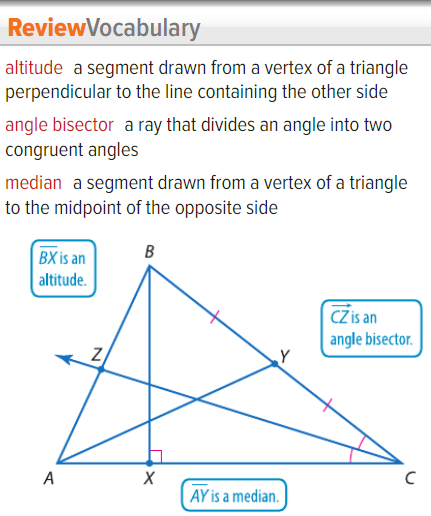 ReviewVocabulary
altitude a segment drawn from a vertex of a triangle
perpendicular to the line containing the other side
angle bisector a ray that divides an angle into two
congruent angles
median a segment drawn from a vertex of a triangle
to the midpoint of the opposite side
BX is an
altitude.
B
CZ is an
angle bisector.
Z
Y
A
X
C
AY is a median.